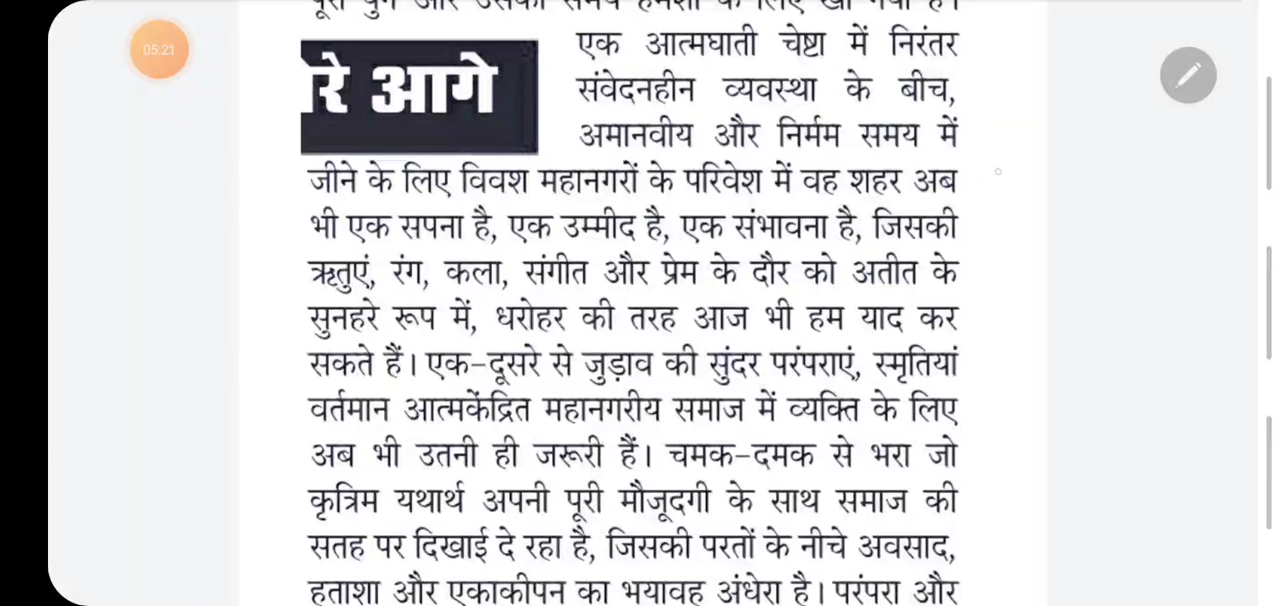 05:21
एक आत्मघाती चेष्टा में निरंतर
रे आगे
संवेदनहीन व्यवस्था के बीच,
अमानवीय और निर्मम समय में
जीने के लिए विवश महानगरों के परिवेश में वह शहर अब
भी एक सपना है, एक उम्मीद है, एक संभावना है, जिसकी
ऋतुएं, रंग, कला, संगीत और प्रेम के दौर को अतीत के
सुनहरे रूप में, धरोहर की तरह आज भी हम याद कर
सकते हैं। एक-दूसरे से जुड़ाव की सुंदर परंपराएं, स्मृतियां
वर्तमान आत्मकेंद्रित महानगरीय समाज में व्यक्ति के लिए
अब भी उतनी ही जरूरी हैं। चमक-दमक से भरा जो
कृत्रिम यथार्थ अपनी पूरी मौजूदगी के साथ समाज की
सतह पर दिखाई दे रहा है, जिसकी परतों के नीचे अवसाद,
हताशा और एकाकीपन का भयावह अंधेरा है। परंपरा और